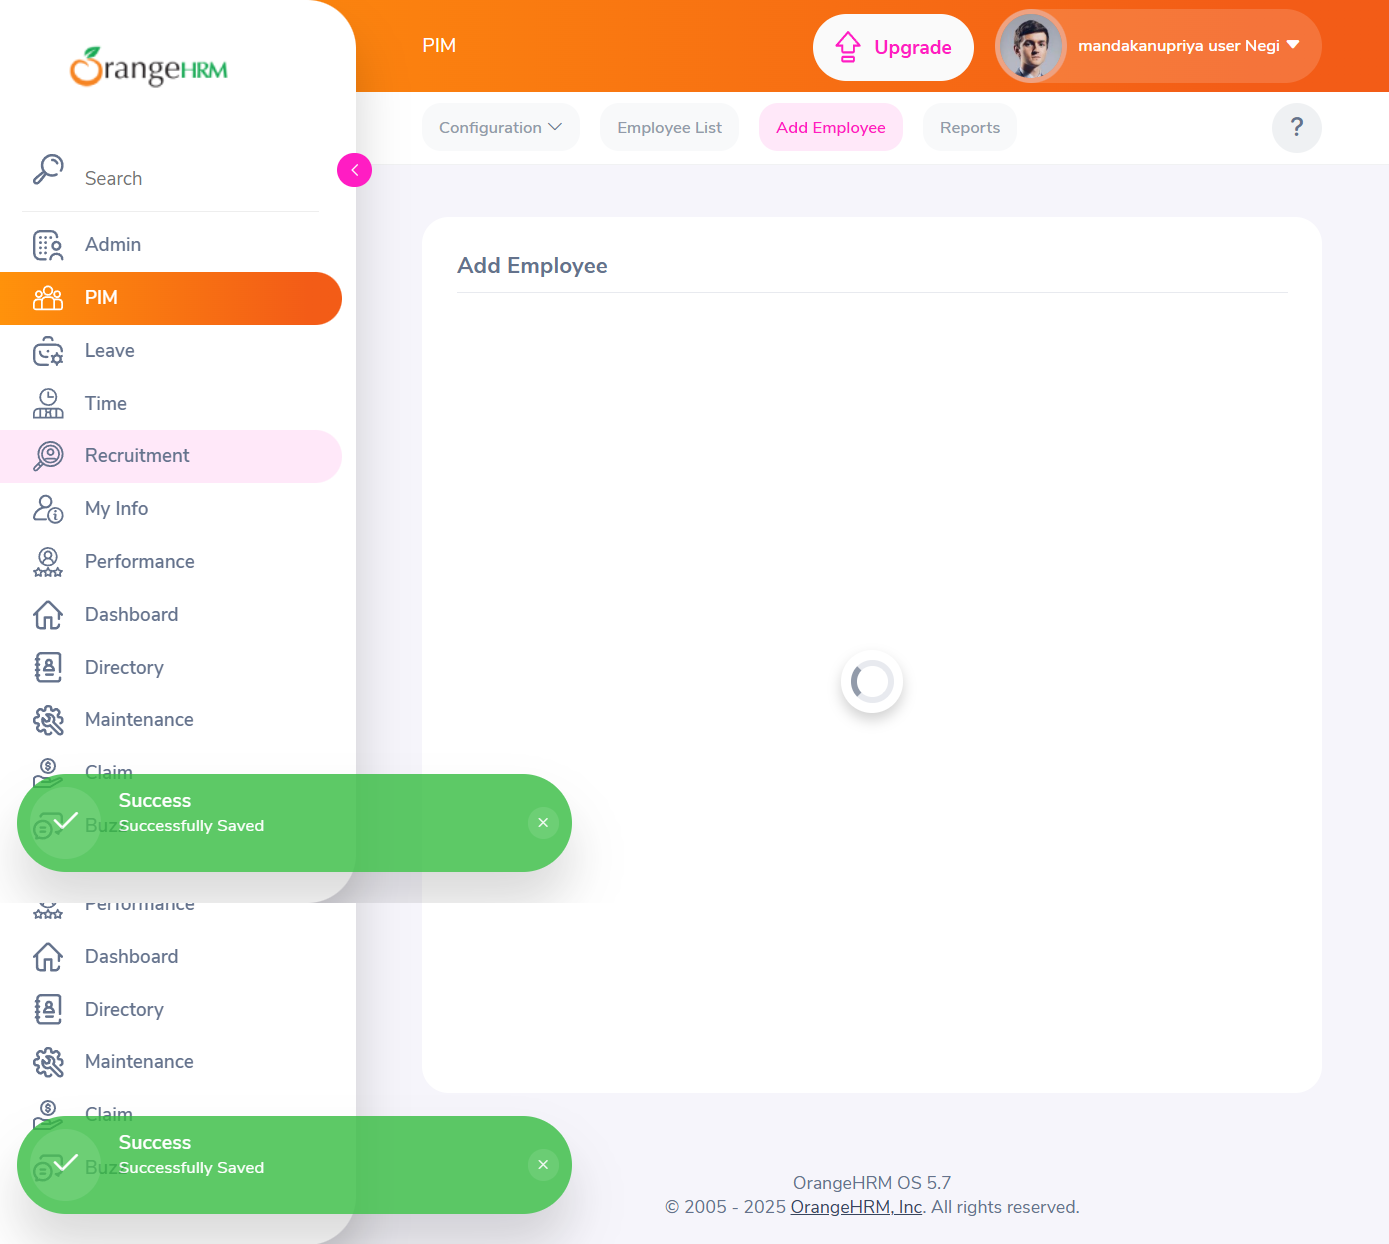 OrangeHRM
PIM
Upgrade
mandakanupriya user Negi
Configuration
Employee List
Add Employee
Reports
?
Search
Admin
PIM
Leave
Time
Recruitment
My Info
Performance
Dashboard
Directory
Maintenance
Claim
Buzz
Add Employee
Success
Successfully Saved
Performance
Dashboard
Directory
Maintenance
Claim
Buzz
Success
Successfully Saved
OrangeHRM OS 5.7
© 2005 - 2025 OrangeHRM, Inc. All rights reserved.